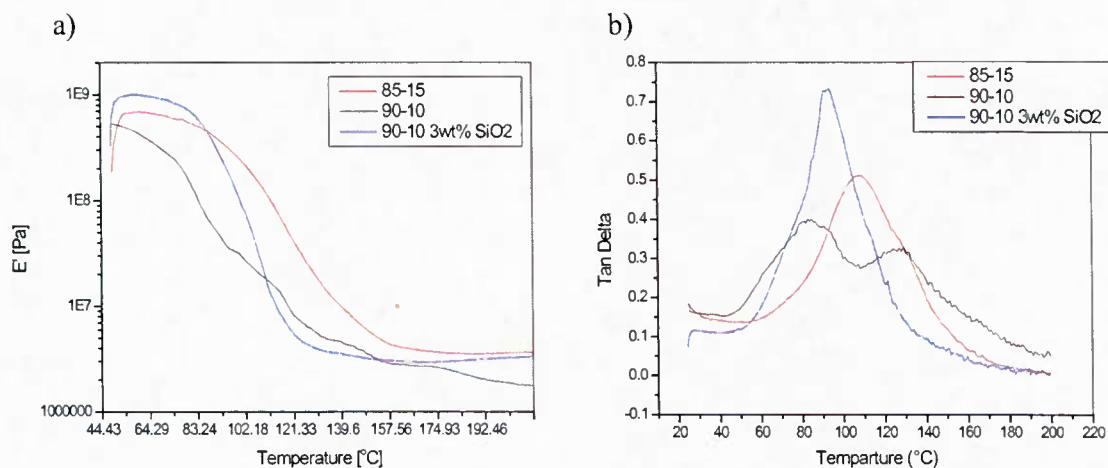 a)
85-15
90-10
90-10 3wt% SiO2
1E9
1E8
1E7
1000000
E' [Pa]
44.43 64.29 83.24 102.18 121.33 139.6 157.56 174.93 192.46
Temperature [°C]
b)
85-15
90-10
90-10 3wt% SiO2
0.8
0.7
0.6
0.5
0.4
0.3
0.2
0.1
0.0
-0.1
Tan Delta
20 40 60 80 100 120 140 160 180 200 220
Temparture (°C)